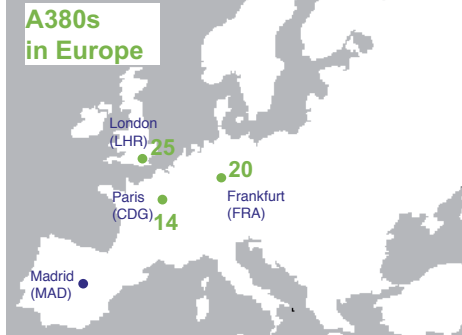 A380s
in Europe
London
(LHR)
25
20
Paris
(CDG)
14
Frankfurt
(FRA)
Madrid
(MAD)